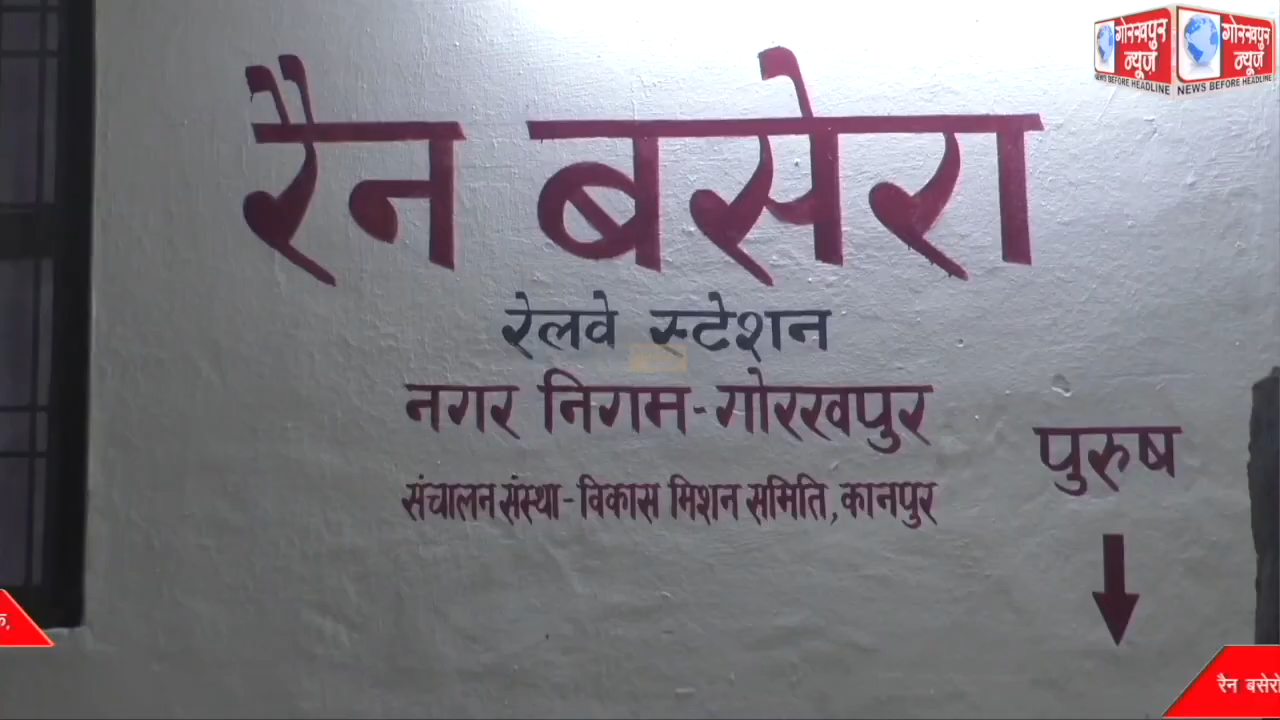 गोरखपुर न्यूज़
NEWS BEFORE HEADLINE
गोरखपुर न्यूज़
NEWS BEFORE HEADLINE
रैन बसेरा
रेलवे स्टेशन
नगर निगम-गोरखपुर
संचालन संस्था-विकास मिशन समिति, कानपुर
पुरुष
रैन बसेरो